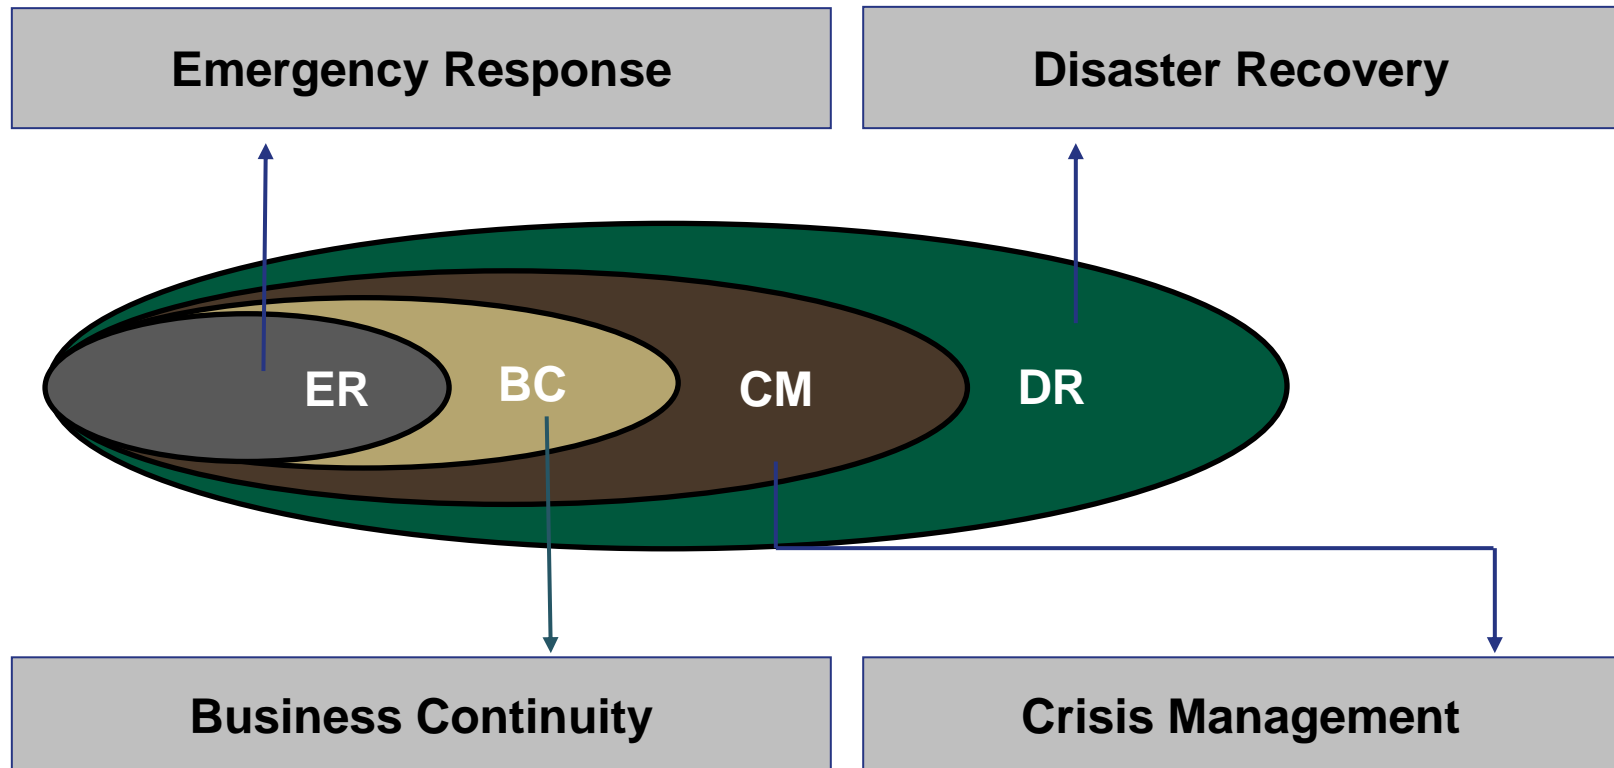 Emergency Response
Disaster Recovery
ER
BC
CM
DR
Business Continuity
Crisis Management